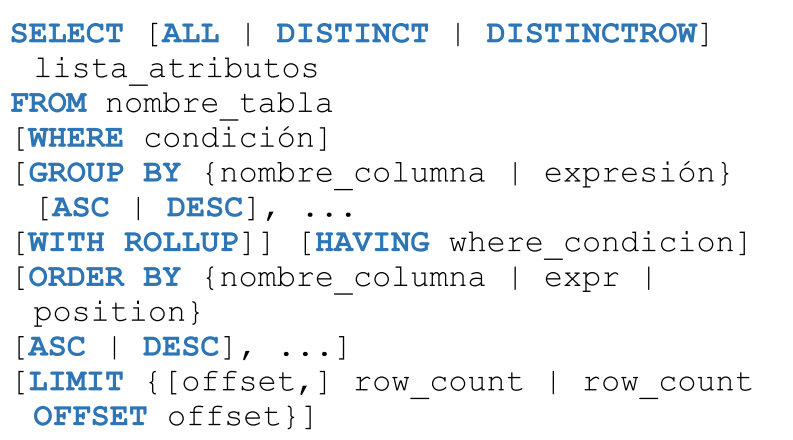 SELECT [ALL | DISTINCT | DISTINCTROW]
lista_atributos
FROM nombre_tabla
[WHERE condición]
[GROUP BY {nombre_columna | expresión}
[ASC | DESC], ...
[WITH ROLLUP]] [HAVING where_condicion]
[ORDER BY {nombre_columna | expr |
position}
[ASC | DESC], ...]
[LIMIT {[offset,] row_count | row_count
OFFSET offset}]